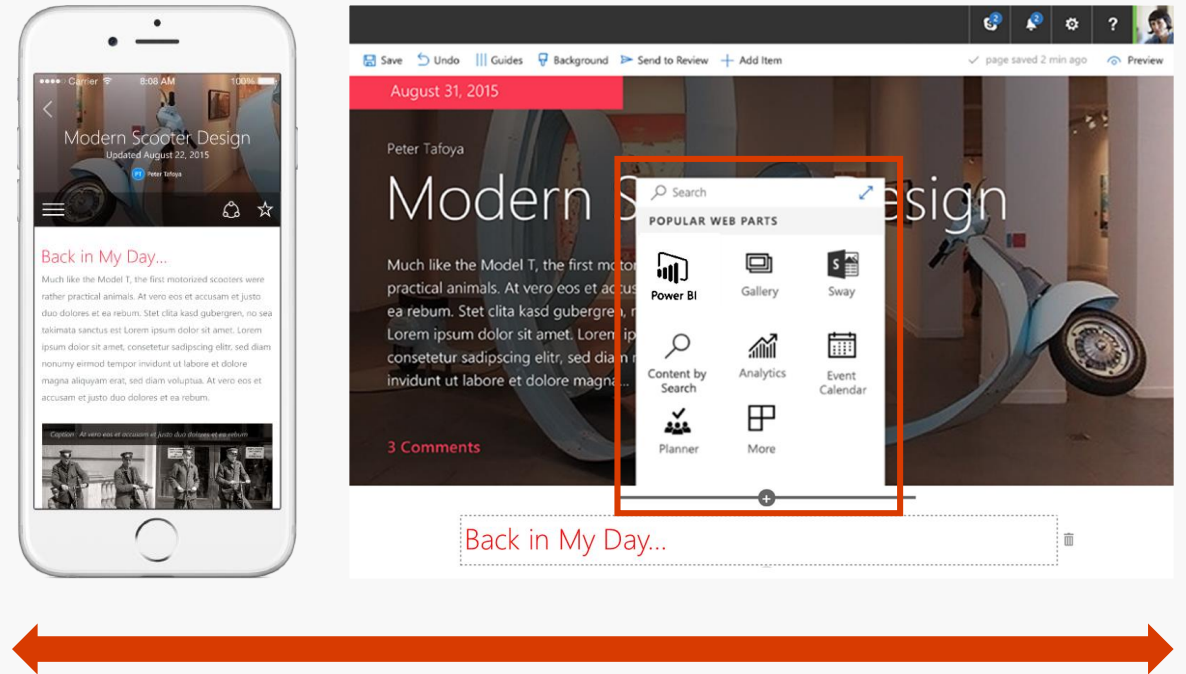 Carrier 8:08 AM 100%
Modern Scooter Design
Updated August 22, 2015
PT Peter Tafoya
Back in My Day...
Much like the Model T, the first motorized scooters were
rather practical animals. At vero eos et accusam et justo
duo dolores et ea rebum. Stet clita kasd gubergren, no sea
takimata sanctus est Lorem ipsum dolor sit amet. Lorem
ipsum dolor sit amet, consetetur sadipscing elitr, sed diam
nonumy eirmod tempor invidunt ut labore et dolore
magna aliquyam erat, sed diam voluptua. At vero eos et
accusam et justo duo dolores et ea rebum.
Caption : At vero eos et accusam et justo duo dolores et ea rebum
2 2 ?
Save Undo Guides Background Send to Review Add Item page saved 2 min ago Preview
August 31, 2015
Peter Tafoya
Modern S esign
Much like the Model T, the first motor
practical animals. At vero eos et accus
ea rebum. Stet clita kasd gubergren, n
Lorem ipsum dolor sit amet. Lorem ip
consetetur sadipscing elitr, sed diam n
invidunt ut labore et dolore magna...
3 Comments
Search
POPULAR WEB PARTS
Power BI Gallery S Sway
Content by Search Analytics Event Calendar
Planner More
Back in My Day...